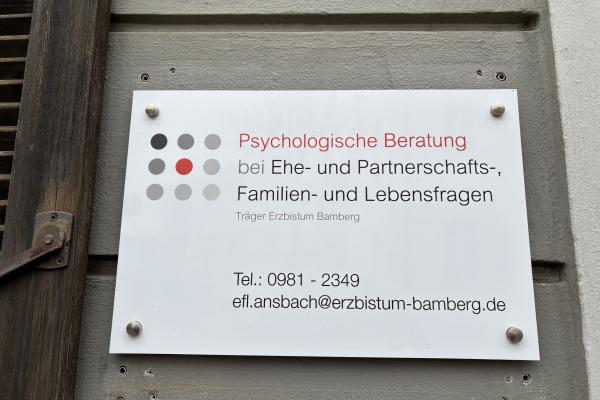 Psychologische Beratung
bei Ehe- und Partnerschafts-,
Familien- und Lebensfragen
Träger Erzbistum Bamberg
Tel.: 0981 - 2349
efl.ansbach@erzbistum-bamberg.de